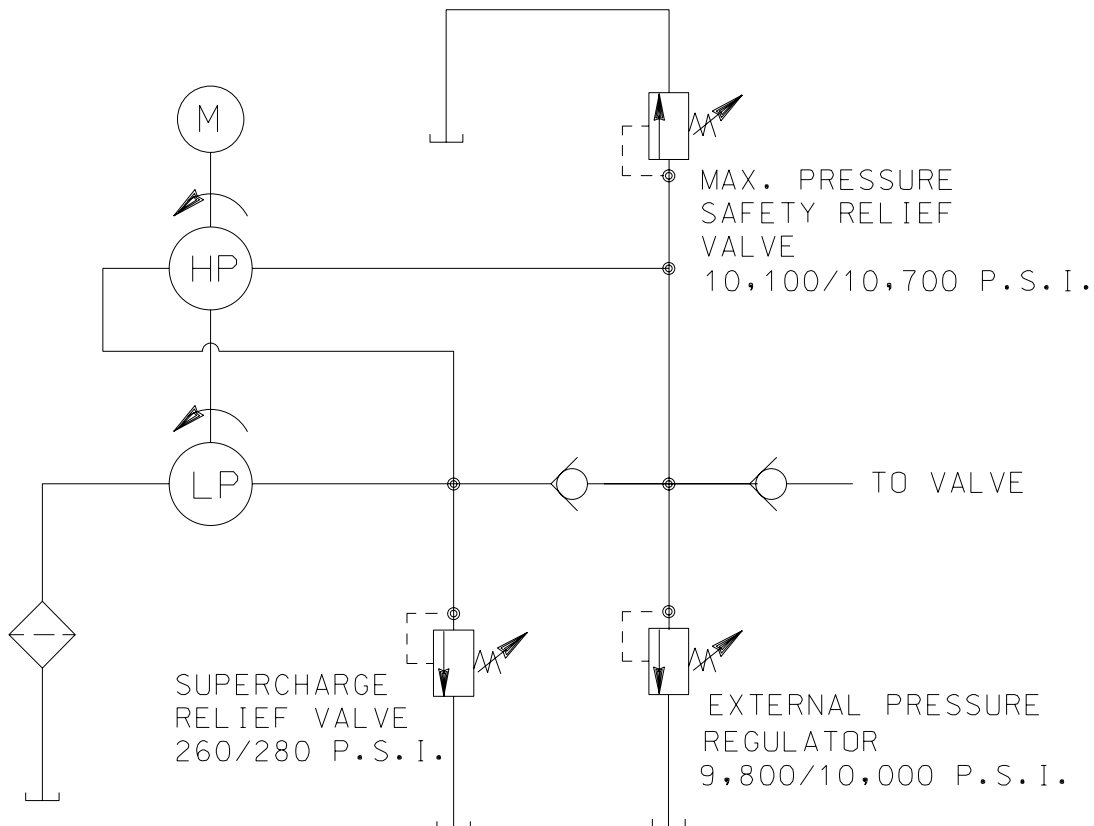 M
HP
MAX. PRESSURE
SAFETY RELIEF
VALVE
10,100/10,700 P.S.I.
LP
TO VALVE
SUPERCHARGE
RELIEF VALVE
260/280 P.S.I.
EXTERNAL PRESSURE
REGULATOR
9,800/10,000 P.S.I.